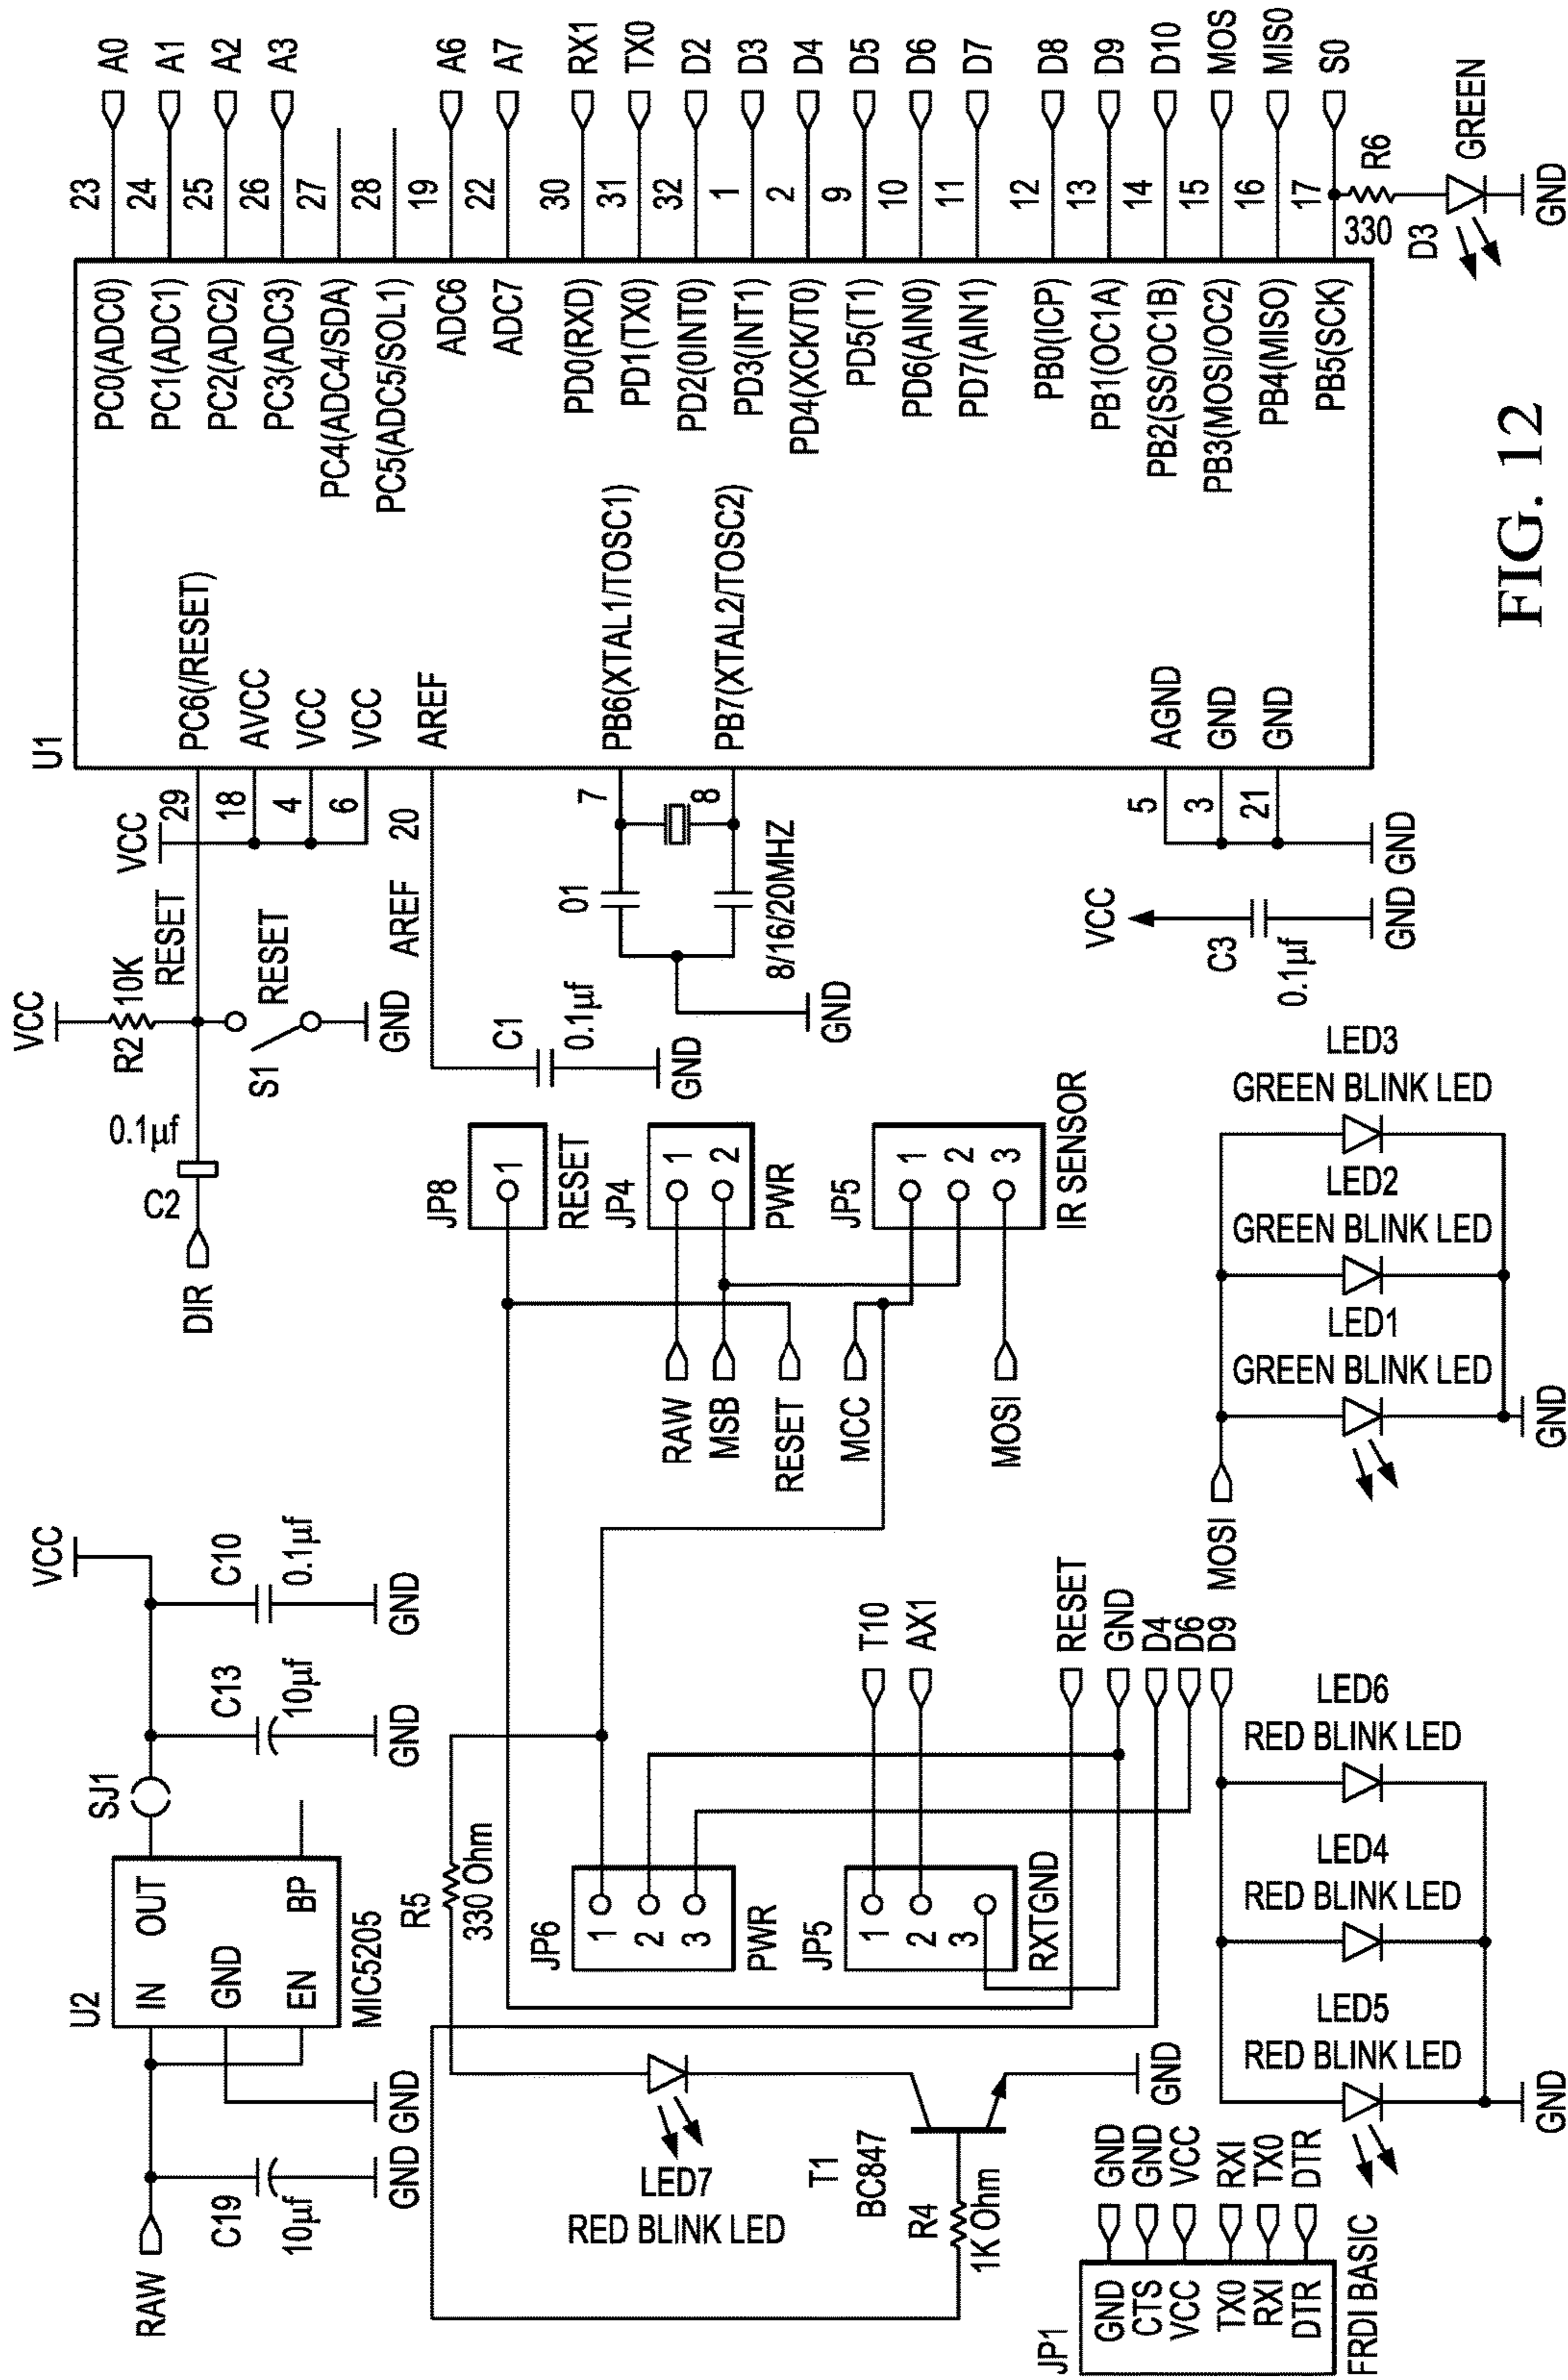 RAW
C19
10µf
GND
GND
U2
IN
OUT
GND
EN
BP
MIC5205
SJ1
C13
10µf
GND
C10
0.1µf
GND
VCC
DIR
C2
0.1µf
VCC
R2
10K
RESET
S1
RESET
GND
VCC
29
18
4
6
AREF
20
C1
0.1µf
GND
01
7
8
8/16/20MHZ
GND
VCC
C3
0.1µf
GND
GND
5
3
21
U1
PC6(/RESET)
AVCC
VCC
VCC
AREF
PB6(XTAL1/TOSC1)
PB7(XTAL2/TOSC2)
AGND
GND
GND
PC0(ADC0)
PC1(ADC1)
PC2(ADC2)
PC3(ADC3)
PC4(ADC4/SDA)
PC5(ADC5/SOL1)
ADC6
ADC7
PD0(RXD)
PD1(TX0)
PD2(0INT0)
PD3(INT1)
PD4(XCK/T0)
PD5(T1)
PD6(AIN0)
PD7(AIN1)
PB0(ICP)
PB1(OC1A)
PB2(SS/OC1B)
PB3(MOSI/OC2)
PB4(MISO)
PB5(SCK)
23 A0
24 A1
25 A2
26 A3
27
28
19 A6
22 A7
30 RX1
31 TX0
32 D2
1 D3
2 D4
9 D5
10 D6
11 D7
12 D8
13 D9
14 D10
15 MOS
16 MIS0
17 S0
330
R6
D3
GREEN
GND
R5
330 Ohm
LED7
RED BLINK LED
T1
BC847
R4
1K Ohm
GND
JP6
1
2
3
PWR
JP5
1
2
3
RXTGND
T10
AX1
RESET
GND
D4
D6
D9
JP8
1
RESET
JP4
1
2
PWR
JP5
1
2
3
IR SENSOR
RAW
MSB
RESET
MCC
MOSI
JP1
GND GND
CTS GND
VCC VCC
TX0 RXI
RXI TX0
DTR DTR
FRDI BASIC
LED5
RED BLINK LED
LED4
RED BLINK LED
LED6
RED BLINK LED
GND
MOSI
LED1
GREEN BLINK LED
LED2
GREEN BLINK LED
LED3
GREEN BLINK LED
GND
FIG. 12